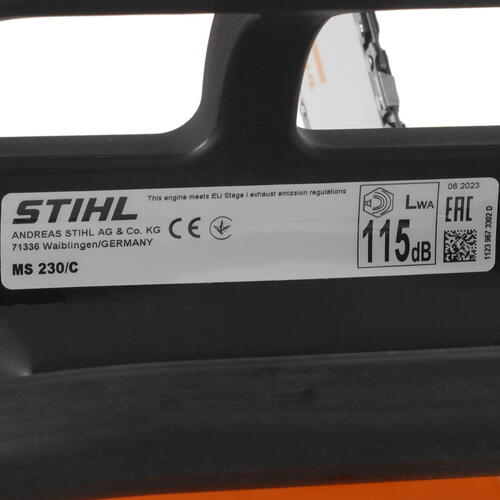 STIHL
This engine meets EU Stage I exhaust emission regulations
ANDREAS STIHL AG & Co. KG
71336 Waiblingen/GERMANY
CE
MS 230/C
LWA
115dB
06.2023
EAC
1123 967 3302 D